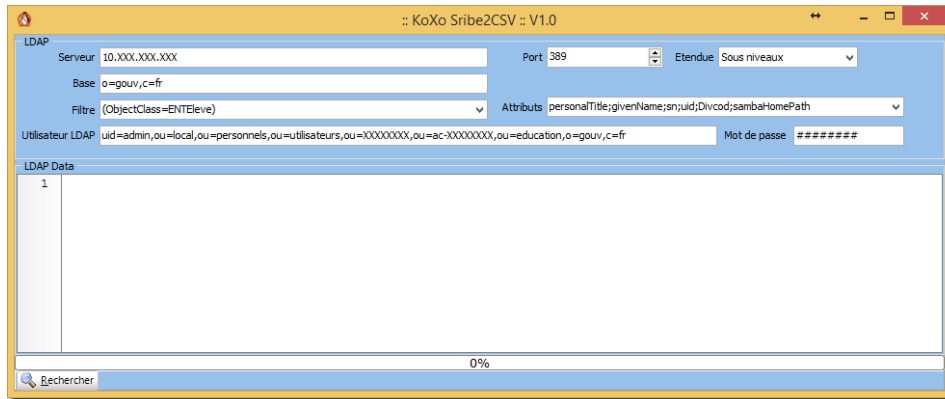 :: KoXo Sribe2CSV :: V1.0
LDAP
Serveur 10.XXX.XXX.XXX Port 389 Etendue Sous niveaux
Base o=gouv,c=fr
Filtre (ObjectClass=ENTEleve) Attributs personalTitle;givenName;sn;uid;Divcod;sambaHomePath
Utilisateur LDAP uid=admin,ou=local,ou=personnels,ou=utilisateurs,ou=XXXXXXXX,ou=ac-XXXXXXXX,ou=education,o=gouv,c=fr Mot de passe ########
LDAP Data
1
0%
Rechercher